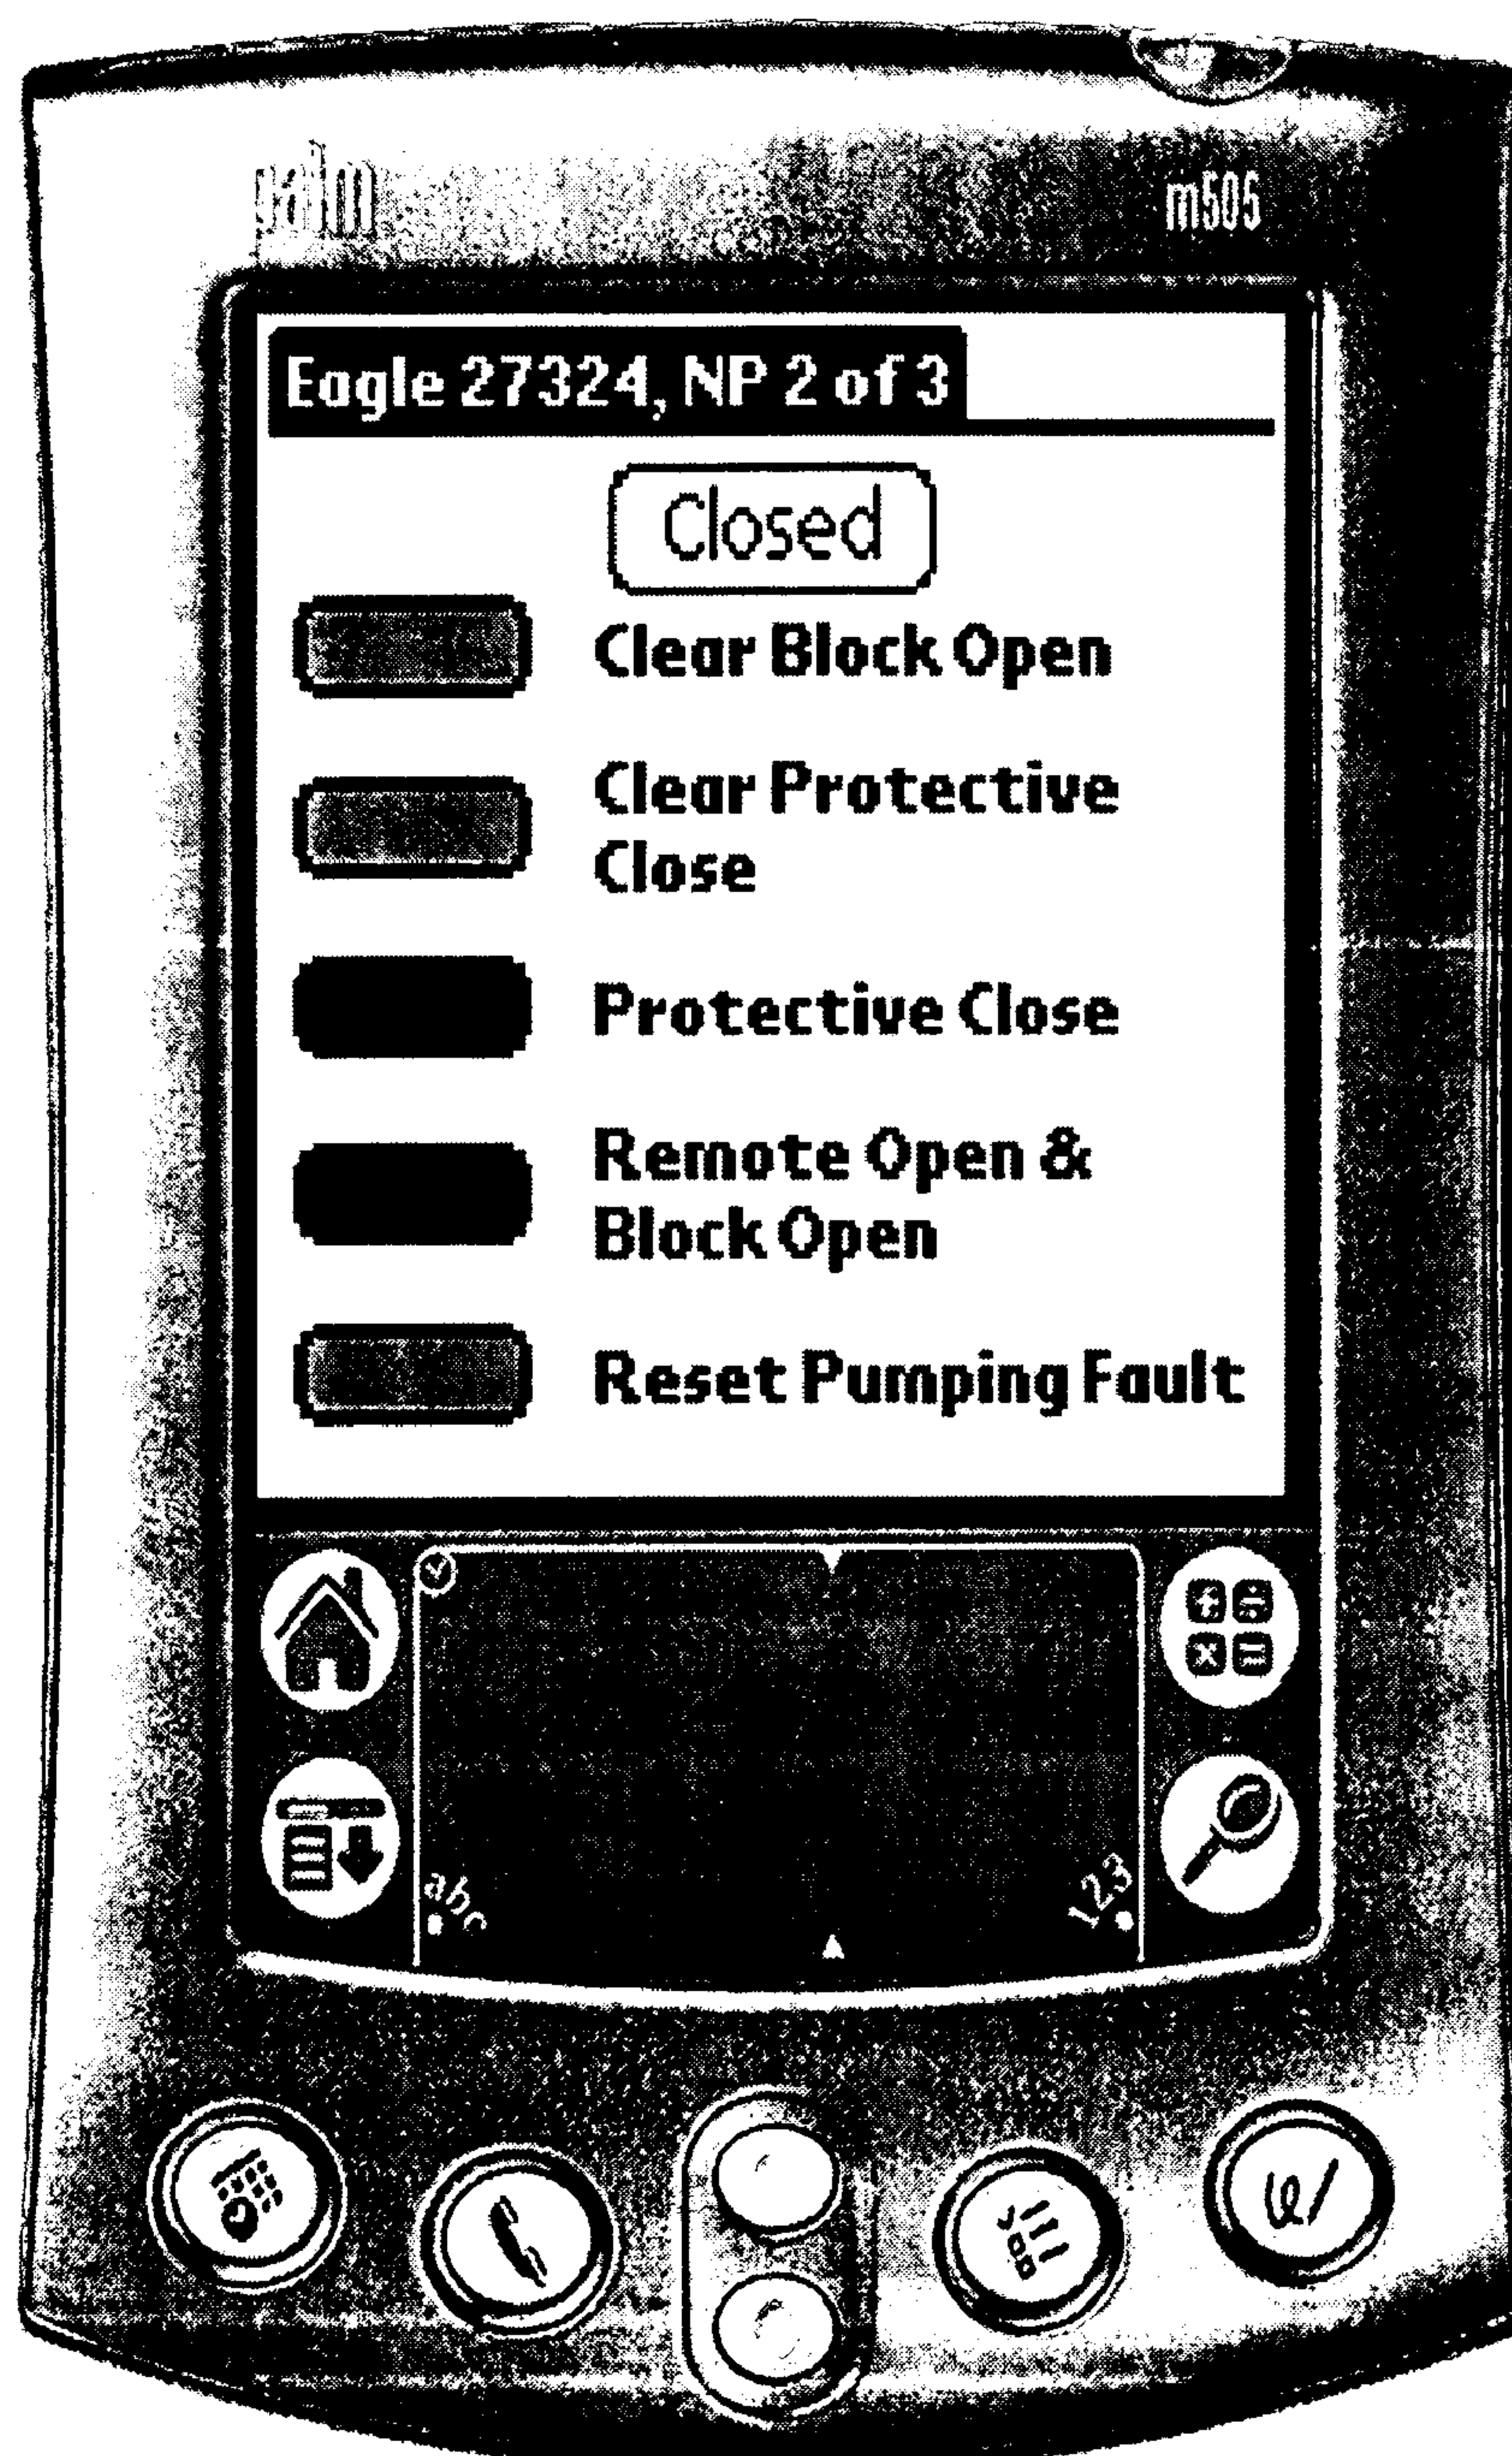 palm
m505
Eagle 27324, NP 2 of 3
Closed
Clear Block Open
Clear Protective
Close
Protective Close
Remote Open &
Block Open
Reset Pumping Fault
abc
123